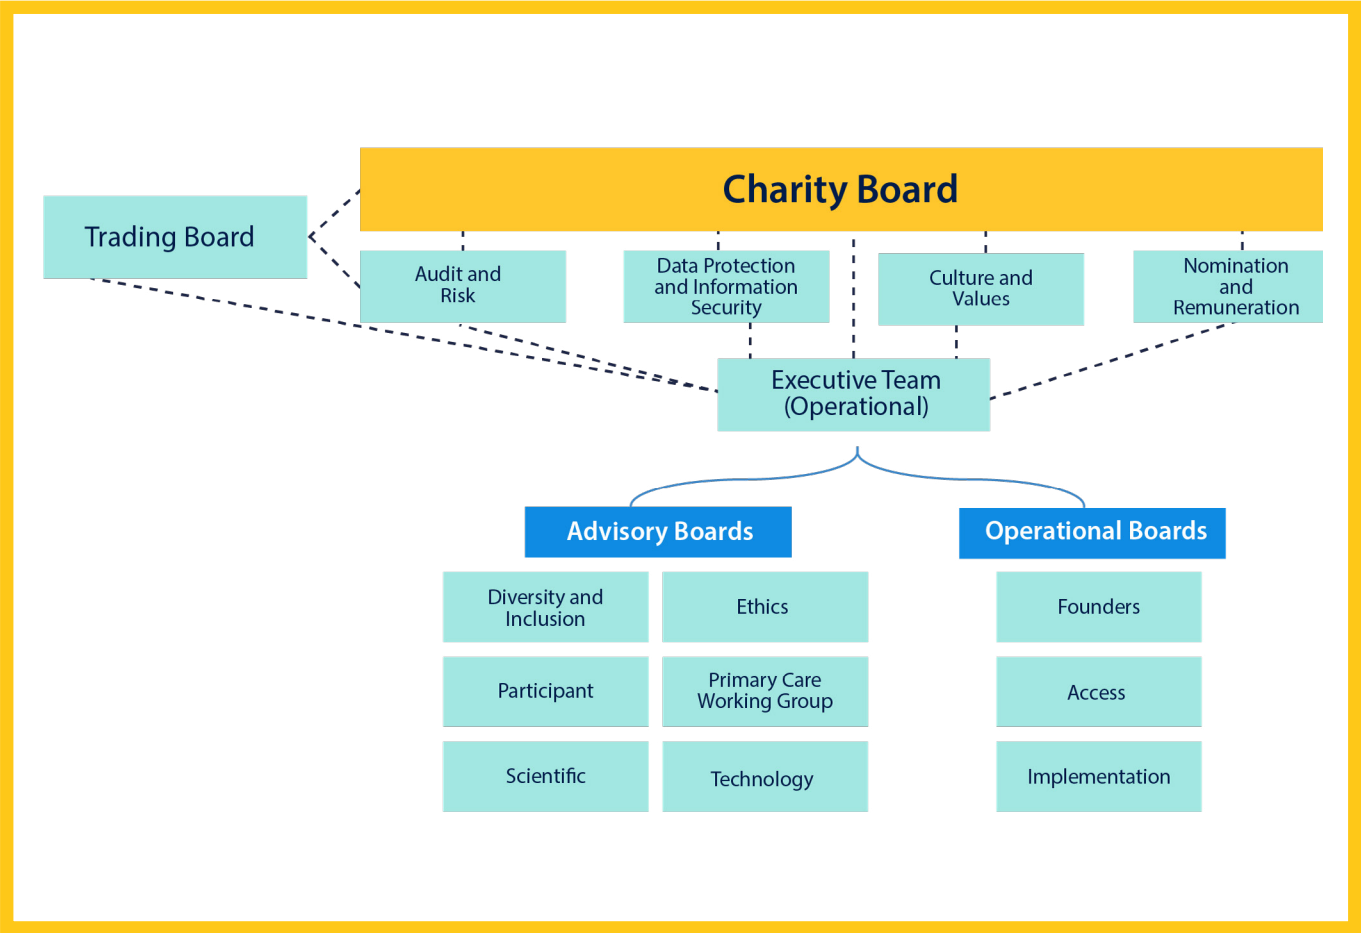 Charity Board
Trading Board
Audit and
Risk
Data Protection
and Information
Security
Culture and
Values
Nomination
and
Remuneration
Executive Team
(Operational)
Advisory Boards
Operational Boards
Diversity and
Inclusion
Ethics
Founders
Participant
Primary Care
Working Group
Access
Scientific
Technology
Implementation